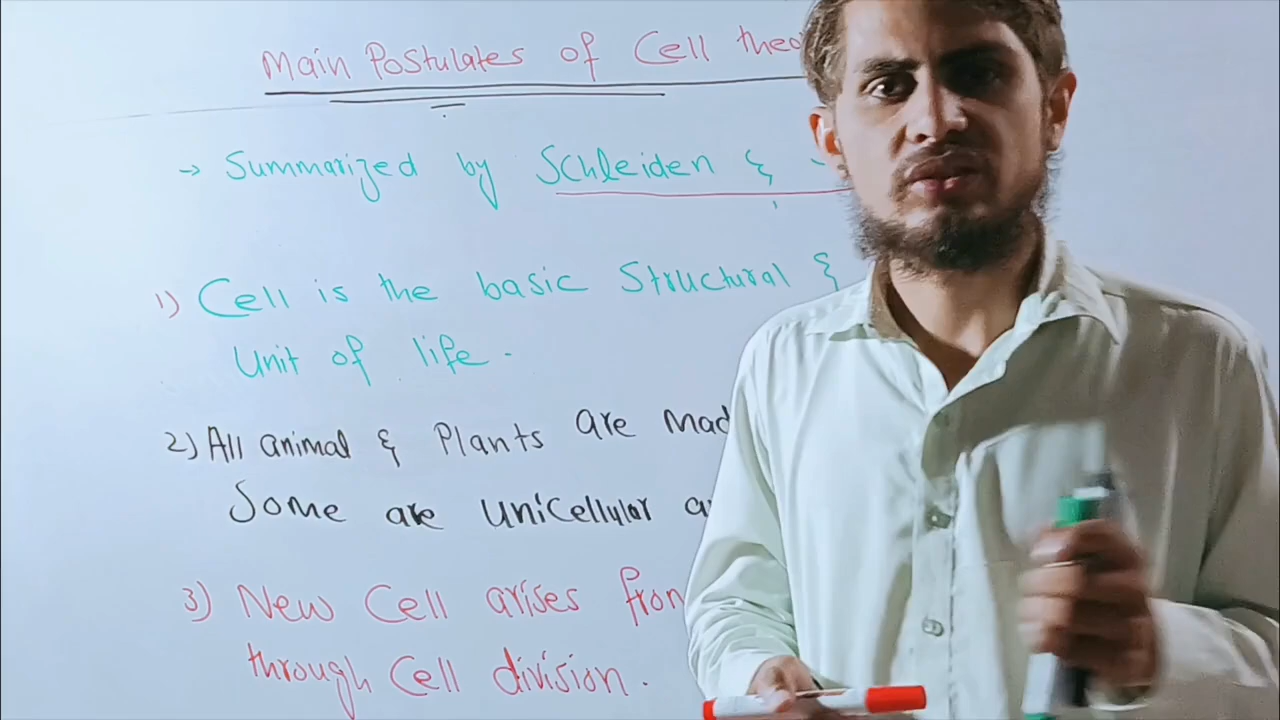 Main Postulates of Cell theo
→ Summarized by Schleiden &
1) Cell is the basic Structural &
Unit of life.
2) All animal & Plants are Mad
Some are unicellular a
3) New Cell arises from
through Cell division.